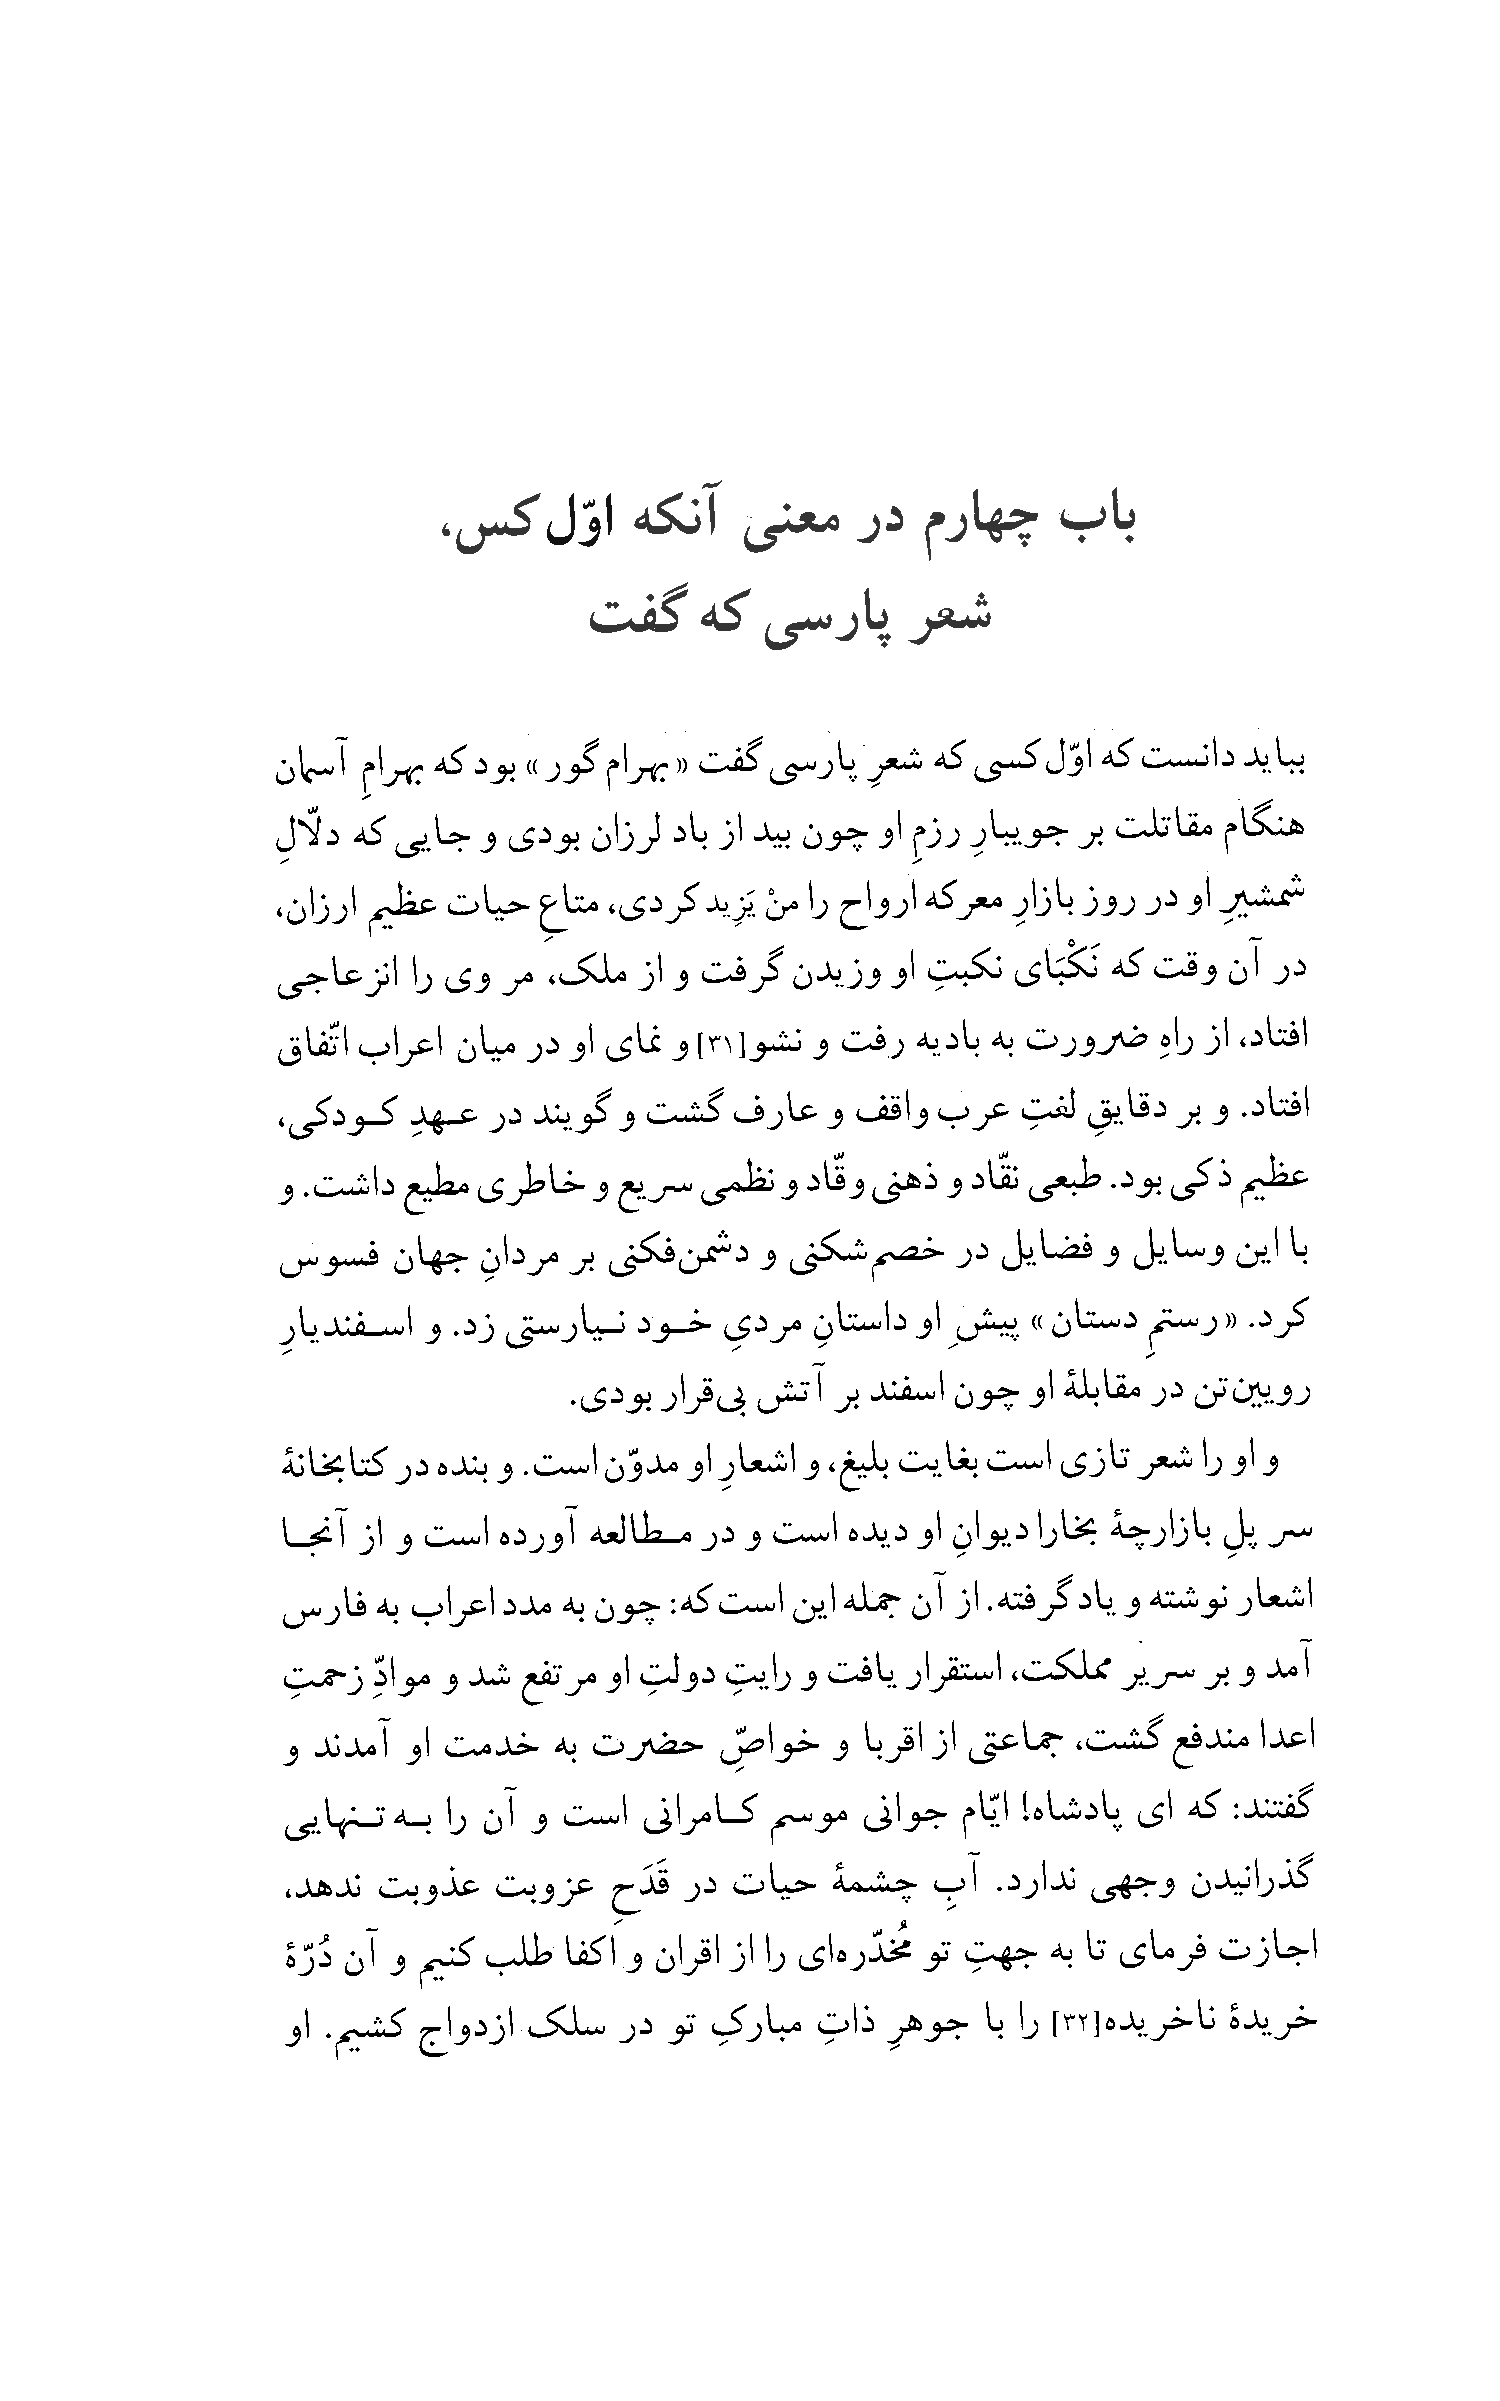 باب چهارم در معنی آنکه اوّل کس،
شعر پارسی که گفت
بباید دانست که اوّل کسی که شعرِ پارسی گفت «بهرام گور» بود که بهرامِ آسمان
هنگام مقاتلت بر جویبارِ رزمِ او چون بید از باد لرزان بودی و جایی که دلّالِ
شمشیرِ او در روز بازارِ معرکه ارواح را منْ یَزِید کردی، متاعِ حیات عظیم ارزان،
در آن وقت که نَکْبَای نکبتِ او وزیدن گرفت و از ملک، مر وی را انزعاجی
افتاد، از راهِ ضرورت به بادیه رفت و نشو[۳۱] و نمای او در میان اعراب اتّفاق
افتاد. و بر دقایقِ لغتِ عرب واقف و عارف گشت و گویند در عهدِ کودکی،
عظیم ذکی بود. طبعی نقّاد و ذهنی وقّاد و نظمی سریع و خاطری مطیع داشت. و
با این وسایل و فضایل در خصم‌شکنی و دشمن‌فکنی بر مردانِ جهان فسوس
کرد. «رستمِ دستان» پیشِ او داستانِ مردیِ خود نیارستی زد. و اسفندیارِ
رویین‌تن در مقابلهٔ او چون اسفند بر آتش بی‌قرار بودی.
و او را شعر تازی است بغایت بلیغ، و اشعارِ او مدوّن است. و بنده در کتابخانهٔ
سر پلِ بازارچهٔ بخارا دیوانِ او دیده است و در مطالعه آورده است و از آنجا
اشعار نوشته و یاد گرفته. از آن جمله این است که: چون به مدد اعراب به فارس
آمد و بر سریر مملکت، استقرار یافت و رایتِ دولتِ او مرتفع شد و موادِّ زحمتِ
اعدا مندفع گشت، جماعتی از اقربا و خواصِّ حضرت به خدمت او آمدند و
گفتند: که ای پادشاه! ایّام جوانی موسم کامرانی است و آن را به تنهایی
گذرانیدن وجهی ندارد. آبِ چشمهٔ حیات در قَدَحِ عزوبت عذوبت ندهد،
اجازت فرمای تا به جهتِ تو مُخدّره‌ای را از اقران و اکفا طلب کنیم و آن دُرّهٔ
خریدهٔ ناخریده[۳۲] را با جوهرِ ذاتِ مبارکِ تو در سلک ازدواج کشیم. او